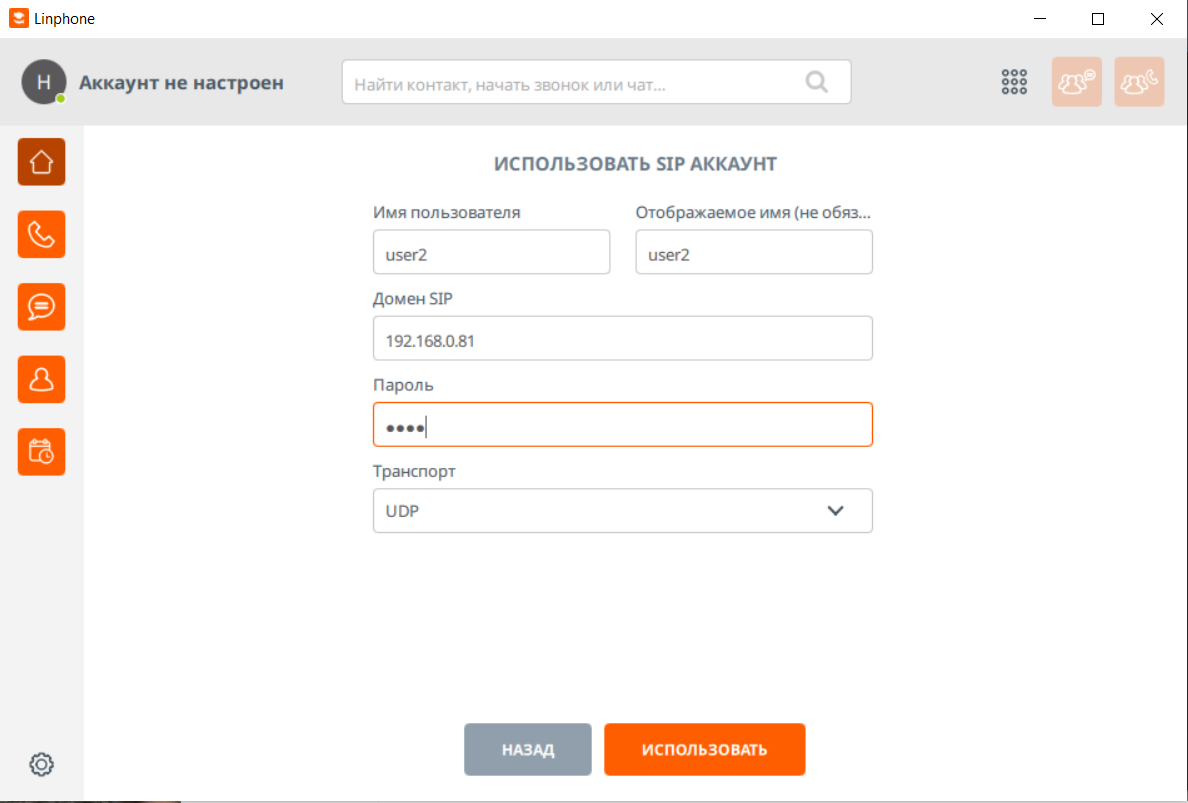 Linphone
Н Аккаунт не настроен
Найти контакт, начать звонок или чат...
ИСПОЛЬЗОВАТЬ SIP АККАУНТ
Имя пользователя Отображаемое имя (не обяз...
user2 user2
Домен SIP
192.168.0.81
Пароль
••••
Транспорт
UDP
НАЗАД ИСПОЛЬЗОВАТЬ